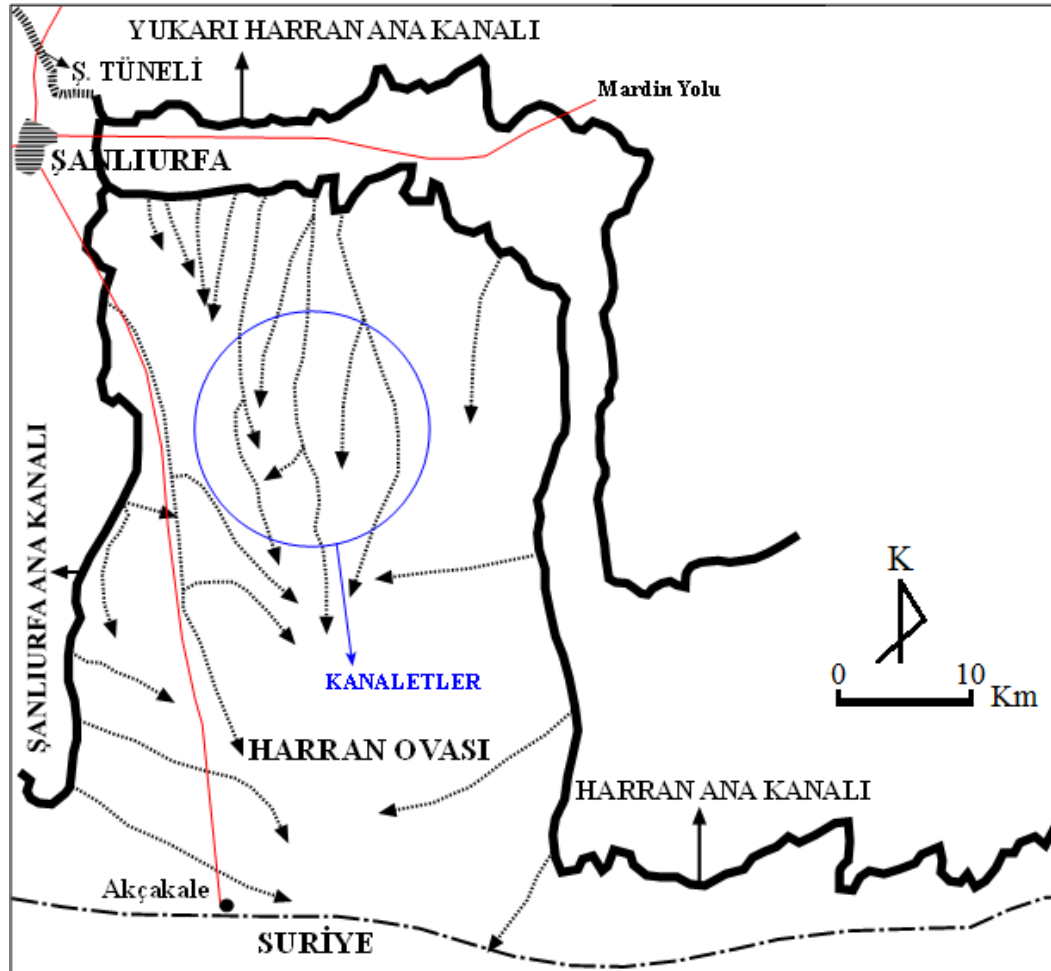 YUKARI HARRAN ANA KANALI
Ş. TÜNELİ
Mardin Yolu
ŞANLIURFA
ŞANLIURFA ANA KANALI
K
0 10
Km
KANALETLER
HARRAN OVASI
HARRAN ANA KANALI
Akçakale
SURİYE